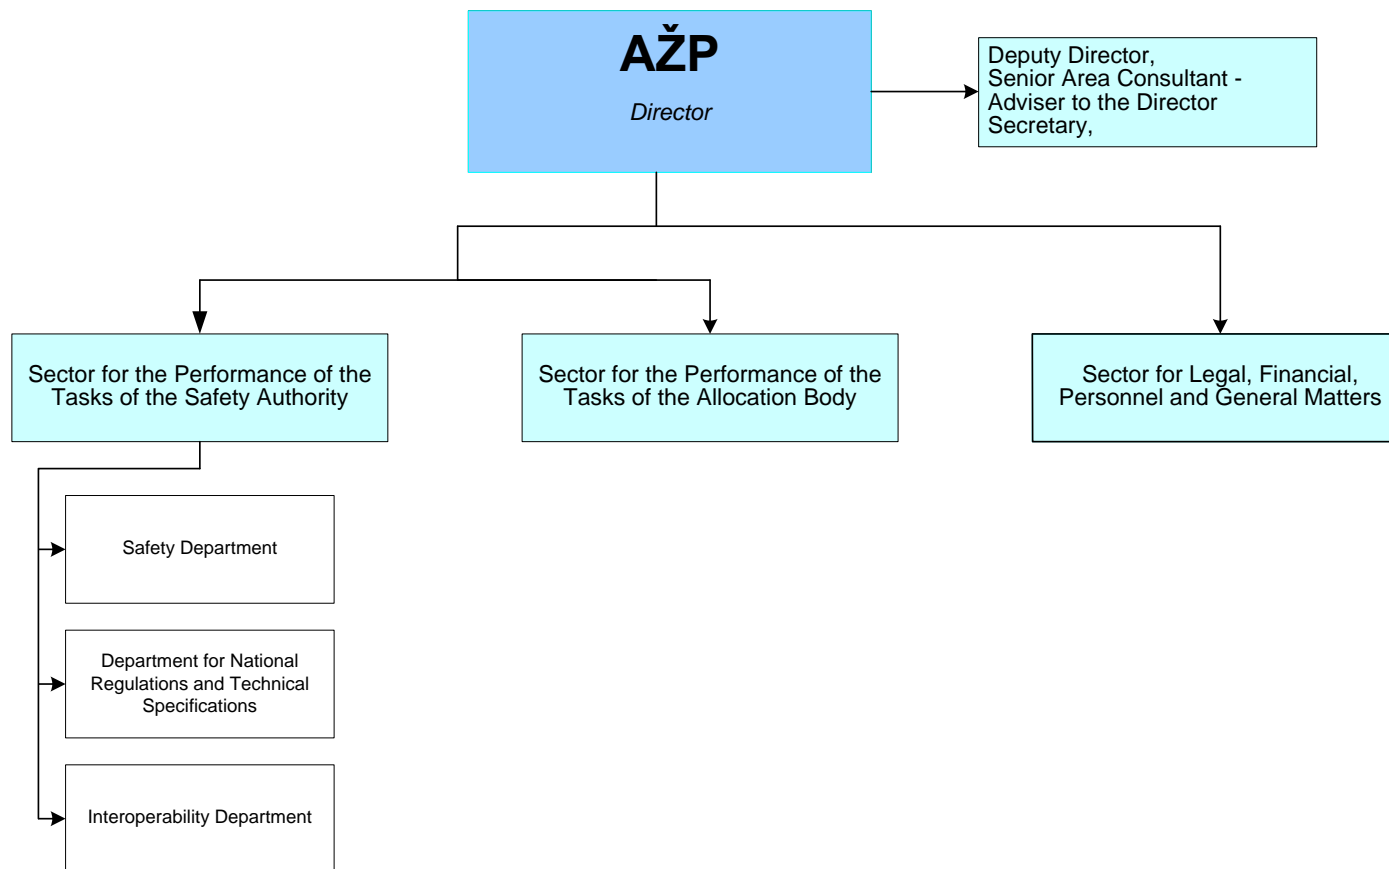 AŽP
Director
Deputy Director,
Senior Area Consultant -
Adviser to the Director
Secretary,
Sector for the Performance of the
Tasks of the Safety Authority
Sector for the Performance of the
Tasks of the Allocation Body
Sector for Legal, Financial,
Personnel and General Matters
Safety Department
Department for National
Regulations and Technical
Specifications
Interoperability Department